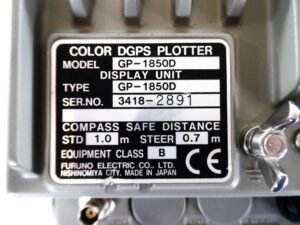 COLOR DGPS PLOTTER
MODEL GP-1850D
DISPLAY UNIT
TYPE GP-1850D
SER.NO. 3418-2891
COMPASS SAFE DISTANCE
STD 1.0 m STEER 0.7 m
EQUIPMENT CLASS B CE
FURUNO ELECTRIC CO., LTD.
NISHINOMIYA CITY, MADE IN JAPAN